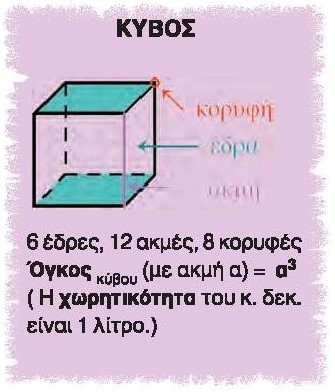 ΚΥΒΟΣ
κορυφή
έδρα
ακμή
6 έδρες, 12 ακμές, 8 κορυφές
Όγκος κύβου (με ακμή α) = α³
( Η χωρητικότητα του κ. δεκ.
είναι 1 λίτρο.)